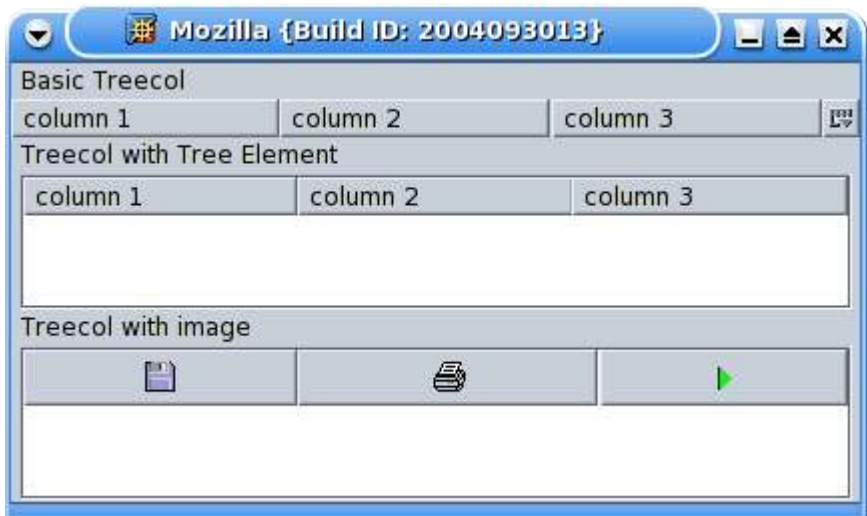 Mozilla {Build ID: 2004093013}
Basic Treecol
column 1 column 2 column 3
Treecol with Tree Element
column 1 column 2 column 3
Treecol with image